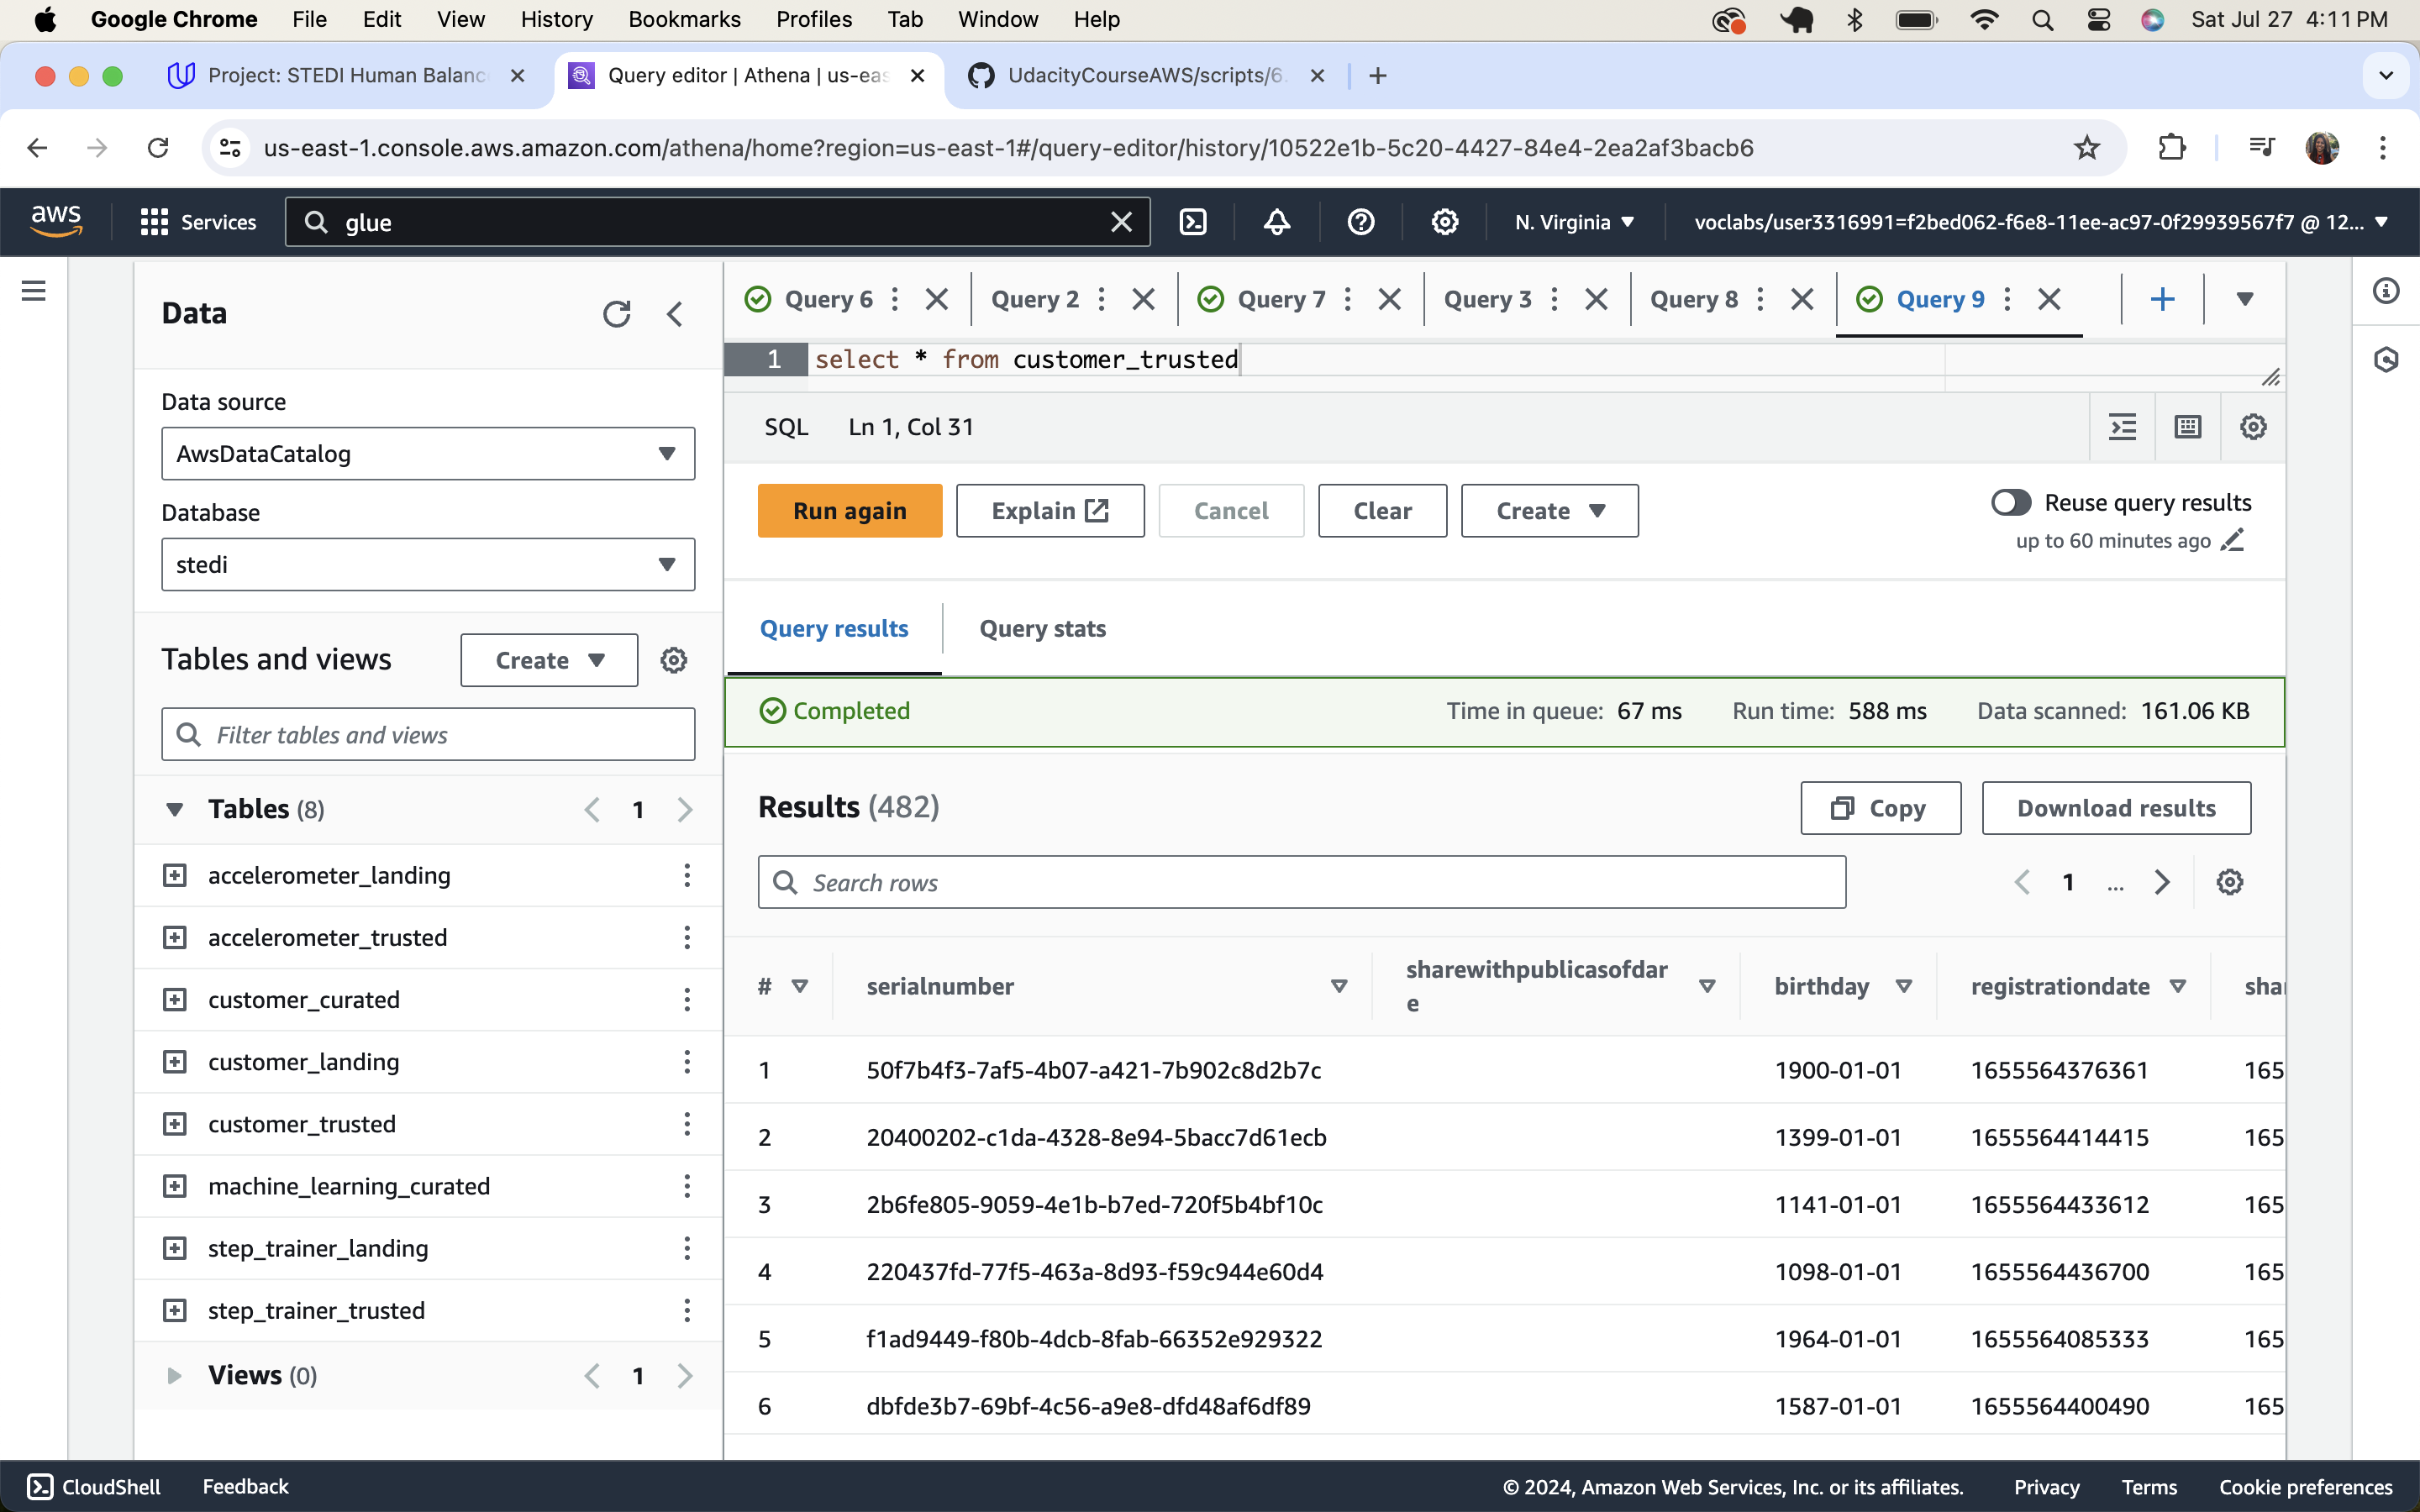 Google Chrome File Edit View History Bookmarks Profiles Tab Window Help Sat Jul 27 4:11 PM
Project: STEDI Human Balanc Query editor | Athena | us-eas UdacityCourseAWS/scripts/6.
us-east-1.console.aws.amazon.com/athena/home?region=us-east-1#/query-editor/history/10522e1b-5c20-4427-84e4-2ea2af3bacb6
aws Services glue N. Virginia voclabs/user3316991=f2bed062-f6e8-11ee-ac97-0f29939567f7 @ 12...
Data
Data source
AwsDataCatalog
Database
stedi
Tables and views Create
Filter tables and views
Tables (8) 1
accelerometer_landing
accelerometer_trusted
customer_curated
customer_landing
customer_trusted
machine_learning_curated
step_trainer_landing
step_trainer_trusted
Views (0) 1
Query 6 Query 2 Query 7 Query 3 Query 8 Query 9
1 select * from customer_trusted
SQL Ln 1, Col 31
Run again Explain Cancel Clear Create Reuse query results
up to 60 minutes ago
Query results Query stats
Completed Time in queue: 67 ms Run time: 588 ms Data scanned: 161.06 KB
Results (482) Copy Download results
Search rows 1 ...
# serialnumber sharewithpublicasofdar
e birthday registrationdate shar
1 50f7b4f3-7af5-4b07-a421-7b902c8d2b7c 1900-01-01 1655564376361 165
2 20400202-c1da-4328-8e94-5bacc7d61ecb 1399-01-01 1655564414415 165
3 2b6fe805-9059-4e1b-b7ed-720f5b4bf10c 1141-01-01 1655564433612 165
4 220437fd-77f5-463a-8d93-f59c944e60d4 1098-01-01 1655564436700 165
5 f1ad9449-f80b-4dcb-8fab-66352e929322 1964-01-01 1655564085333 165
6 dbfde3b7-69bf-4c56-a9e8-dfd48af6df89 1587-01-01 1655564400490 165
CloudShell Feedback © 2024, Amazon Web Services, Inc. or its affiliates. Privacy Terms Cookie preferences